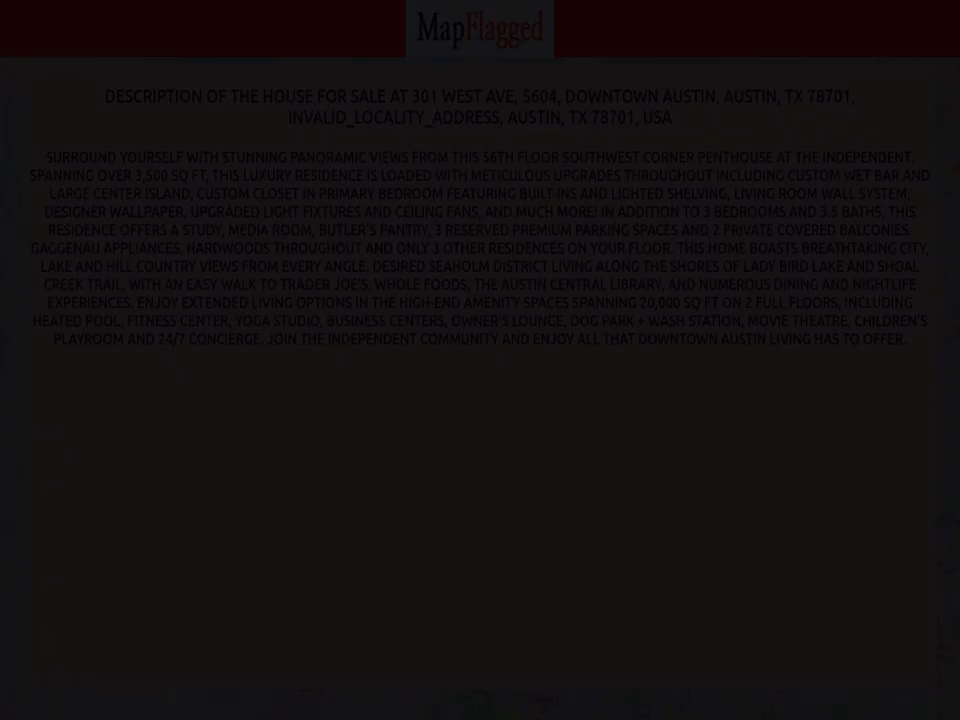 MapFlagged
DESCRIPTION OF THE HOUSE FOR SALE AT 301 WEST AVE, 5604, DOWNTOWN AUSTIN, AUSTIN, TX 78701,
INVALID_LOCALITY_ADDRESS, AUSTIN, TX 78701, USA
SURROUND YOURSELF WITH STUNNING PANORAMIC VIEWS FROM THIS 56TH FLOOR SOUTHWEST CORNER PENTHOUSE AT THE INDEPENDENT.
SPANNING OVER 3,500 SQ FT, THIS LUXURY RESIDENCE IS LOADED WITH METICULOUS UPGRADES THROUGHOUT INCLUDING CUSTOM WET BAR AND
LARGE CENTER ISLAND, CUSTOM CLOSET IN PRIMARY BEDROOM FEATURING BUILT-INS AND LIGHTED SHELVING, LIVING ROOM WALL SYSTEM,
DESIGNER WALLPAPER, UPGRADED LIGHT FIXTURES AND CEILING FANS, AND MUCH MORE! IN ADDITION TO 3 BEDROOMS AND 3.5 BATHS, THIS
RESIDENCE OFFERS A STUDY, MEDIA ROOM, BUTLER'S PANTRY, 3 RESERVED PREMIUM PARKING SPACES AND 2 PRIVATE COVERED BALCONIES.
GAGGENAU APPLIANCES, HARDWOODS THROUGHOUT AND ONLY 3 OTHER RESIDENCES ON YOUR FLOOR. THIS HOME BOASTS BREATHTAKING CITY,
LAKE AND HILL COUNTRY VIEWS FROM EVERY ANGLE. DESIRED SEAHOLM DISTRICT LIVING ALONG THE SHORES OF LADY BIRD LAKE AND SHOAL
CREEK TRAIL, WITH AN EASY WALK TO TRADER JOE'S, WHOLE FOODS, THE AUSTIN CENTRAL LIBRARY, AND NUMEROUS DINING AND NIGHTLIFE
EXPERIENCES. ENJOY EXTENDED LIVING OPTIONS IN THE HIGH-END AMENITY SPACES SPANNING 20,000 SQ FT ON 2 FULL FLOORS, INCLUDING
HEATED POOL, FITNESS CENTER, YOGA STUDIO, BUSINESS CENTERS, OWNER'S LOUNGE, DOG PARK + WASH STATION, MOVIE THEATRE, CHILDREN'S
PLAYROOM AND 24/7 CONCIERGE. JOIN THE INDEPENDENT COMMUNITY AND ENJOY ALL THAT DOWNTOWN AUSTIN LIVING HAS TO OFFER.